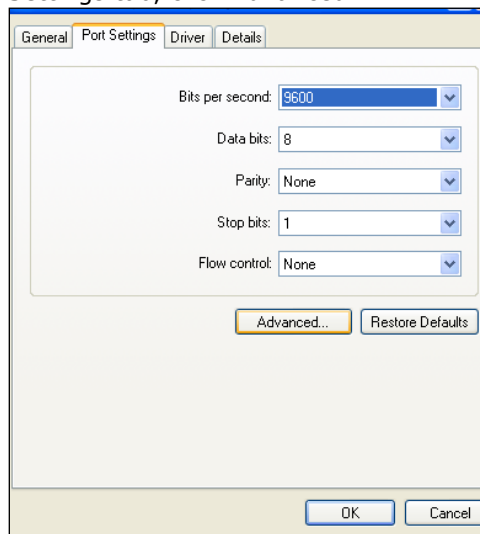 General Port Settings Driver Details
Bits per second: 9600
Data bits: 8
Parity: None
Stop bits: 1
Flow control: None
Advanced... Restore Defaults
OK Cancel